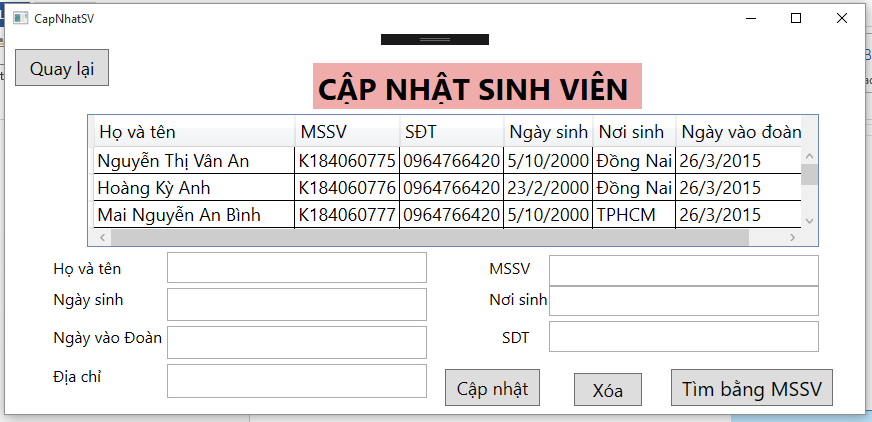 CapNhatSV
Quay lại
CẬP NHẬT SINH VIÊN
Họ và tên MSSV SĐT Ngày sinh Nơi sinh Ngày vào đoàn
Nguyễn Thị Vân An K184060775 0964766420 5/10/2000 Đồng Nai 26/3/2015
Hoàng Kỳ Anh K184060776 0964766420 23/2/2000 Đồng Nai 26/3/2015
Mai Nguyễn An Bình K184060777 0964766420 5/10/2000 TPHCM 26/3/2015
Họ và tên MSSV
Ngày sinh Nơi sinh
Ngày vào Đoàn SDT
Địa chỉ
Cập nhật Xóa Tìm bằng MSSV